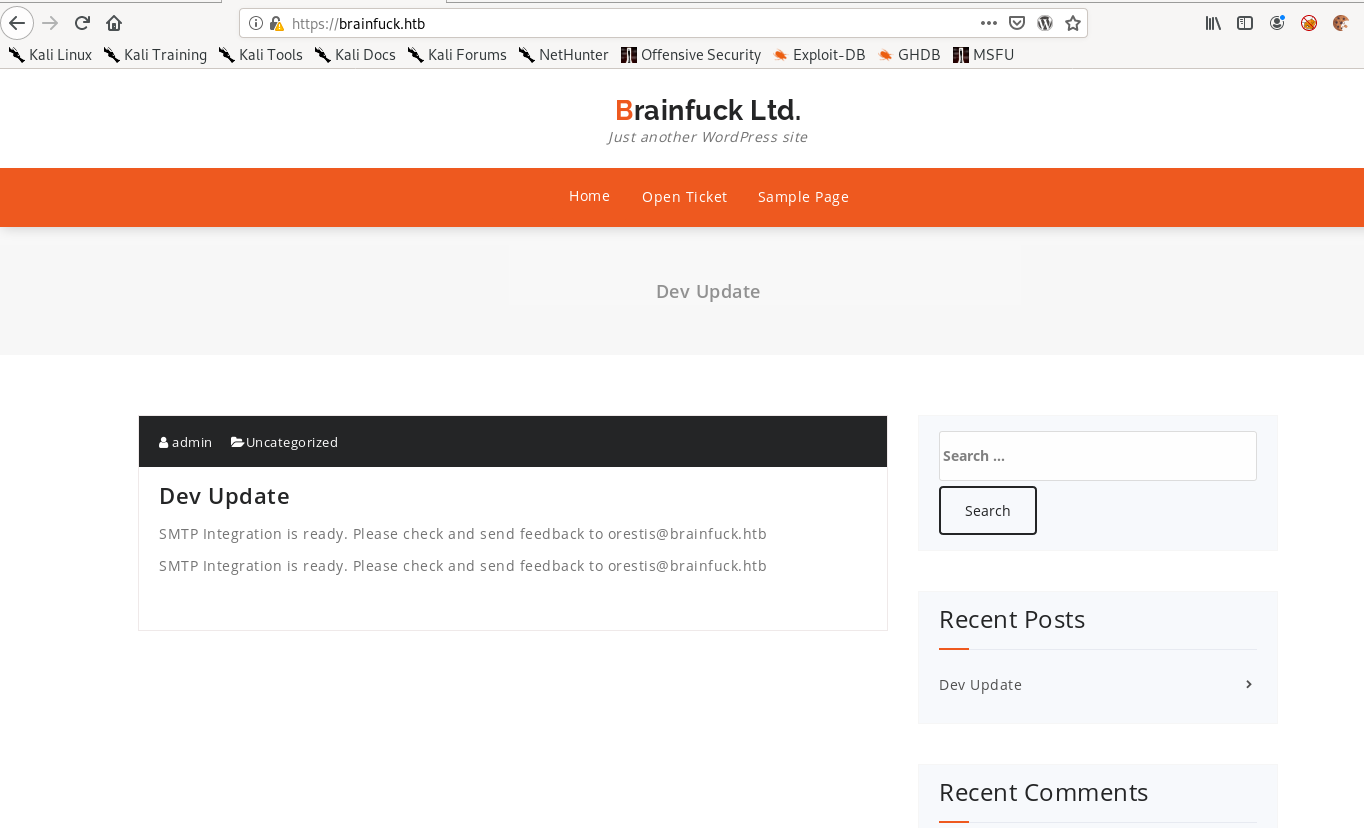 https://brainfuck.htb
Kali Linux Kali Training Kali Tools Kali Docs Kali Forums NetHunter Offensive Security Exploit-DB GHDB MSFU
Brainfuck Ltd.
Just another WordPress site
Home Open Ticket Sample Page
Dev Update
admin Uncategorized
Dev Update
SMTP Integration is ready. Please check and send feedback to orestis@brainfuck.htb
SMTP Integration is ready. Please check and send feedback to orestis@brainfuck.htb
Search ...
Search
Recent Posts
Dev Update
Recent Comments